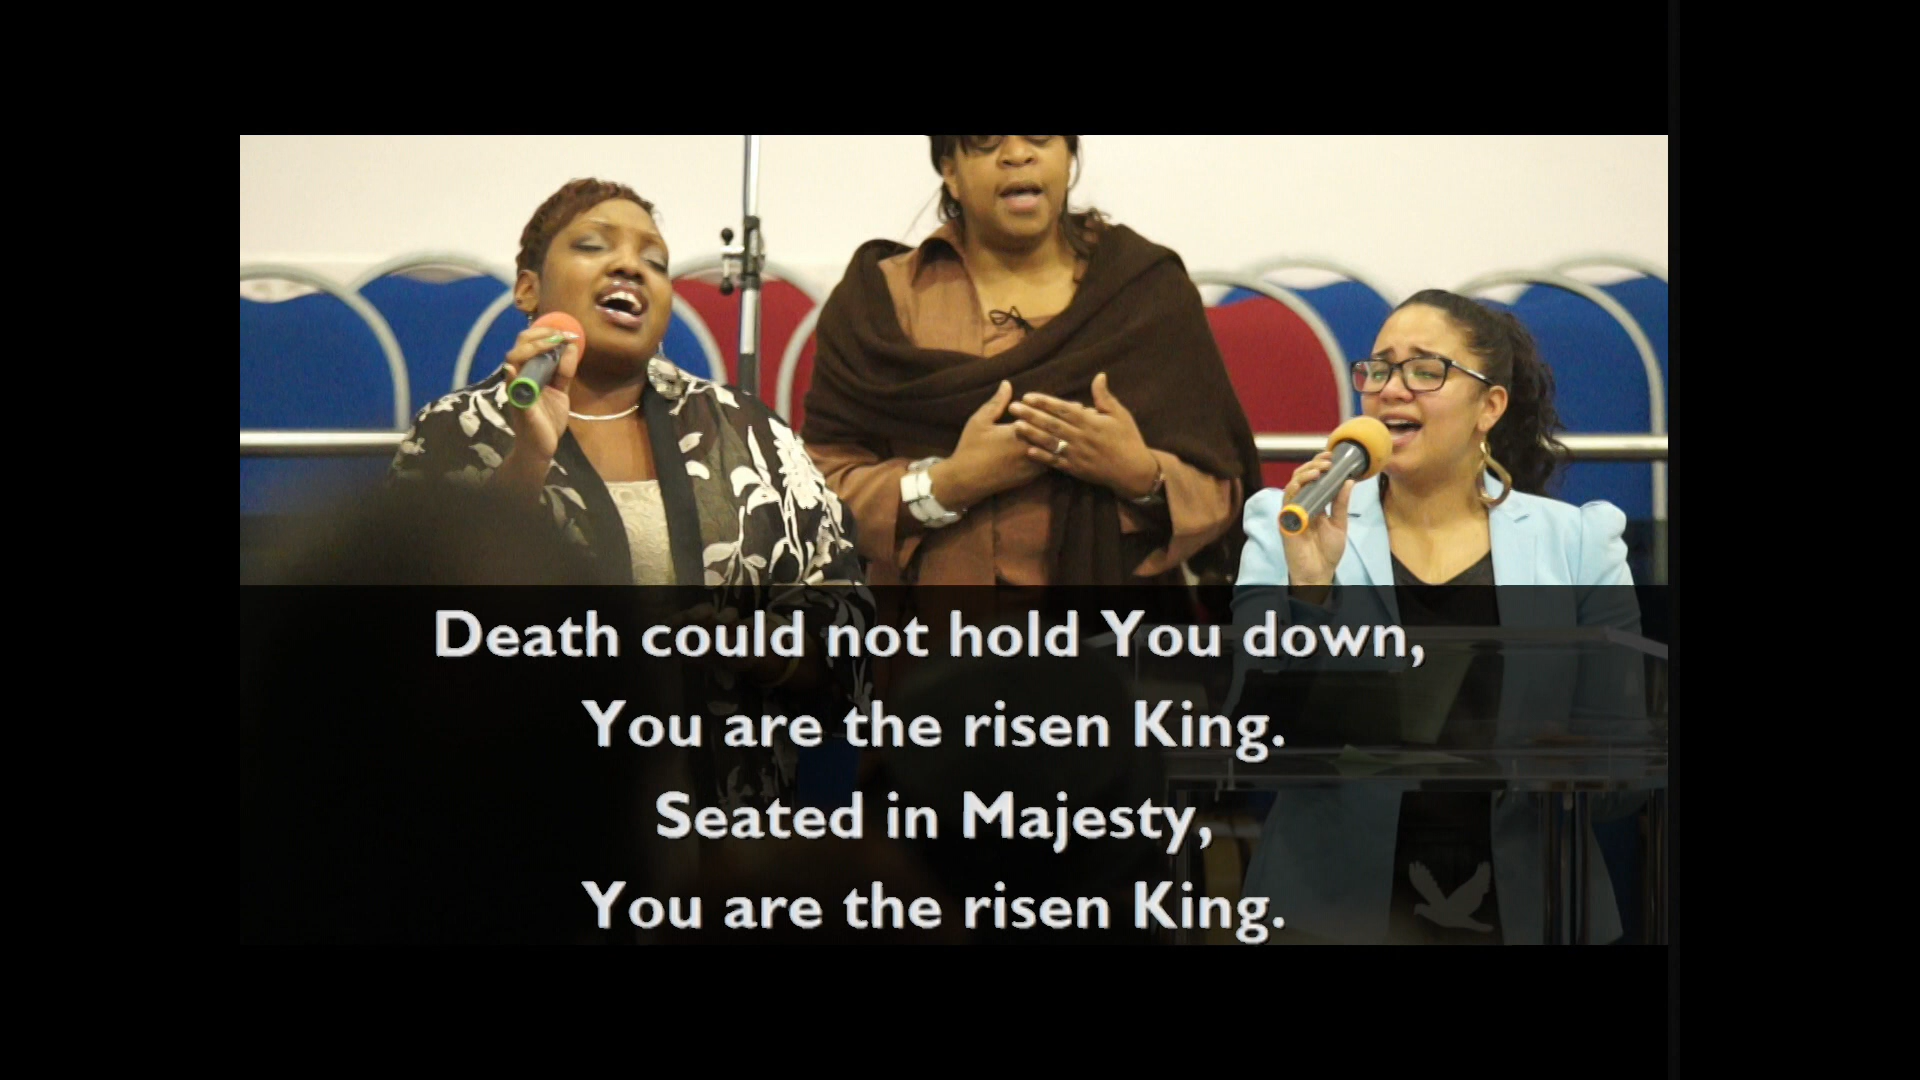 Death could not hold You down,
You are the risen King.
Seated in Majesty,
You are the risen King.